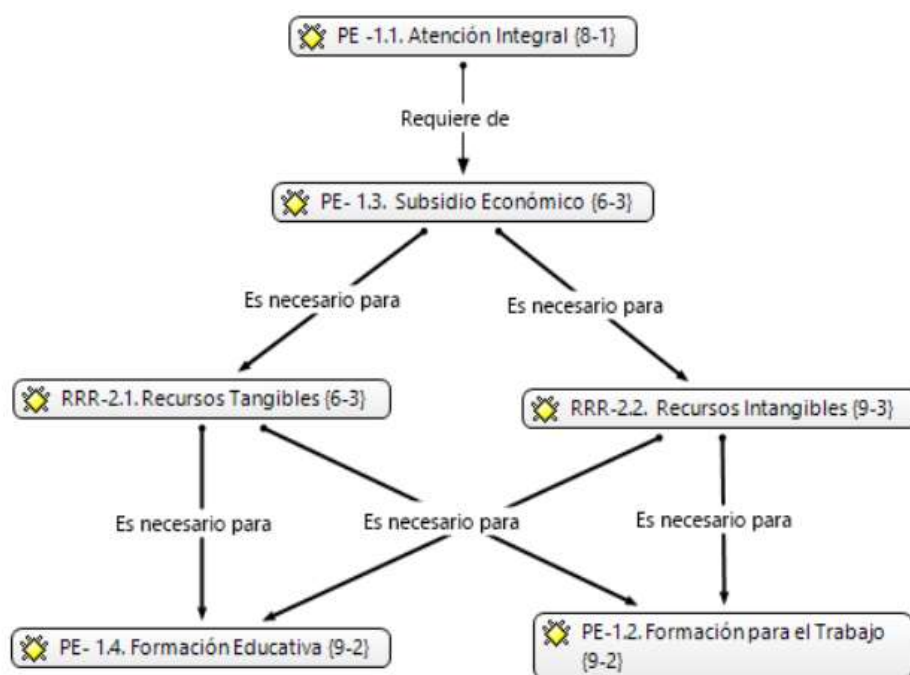 PE -1.1. Atención Integral {8-1}
Requiere de
PE- 1.3. Subsidio Económico {6-3}
Es necesario para
Es necesario para
RRR-2.1. Recursos Tangibles {6-3}
RRR-2.2. Recursos Intangibles {9-3}
Es necesario para
Es necesario para
Es necesario para
PE- 1.4. Formación Educativa {9-2}
PE-1.2. Formación para el Trabajo
{9-2}